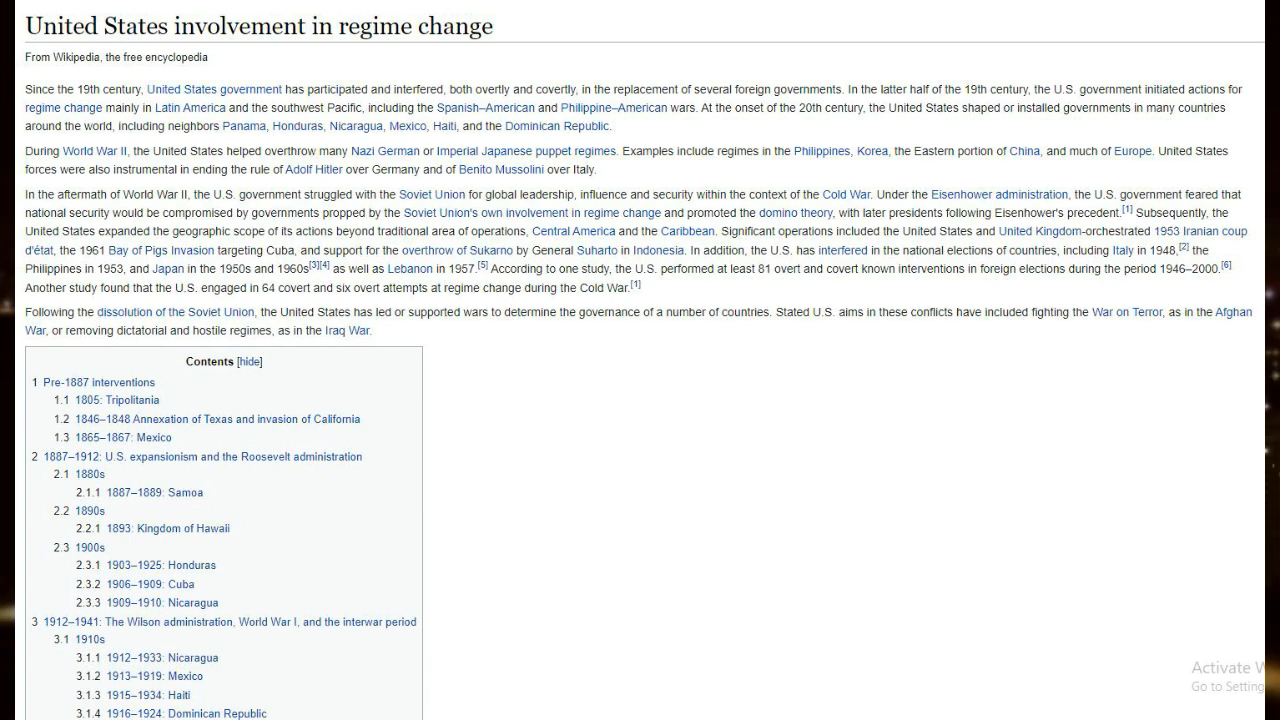 United States involvement in regime change
From Wikipedia, the free encyclopedia
Since the 19th century, United States government has participated and interfered, both overtly and covertly, in the replacement of several foreign governments. In the latter half of the 19th century, the U.S. government initiated actions for
regime change mainly in Latin America and the southwest Pacific, including the Spanish–American and Philippine–American wars. At the onset of the 20th century, the United States shaped or installed governments in many countries
around the world, including neighbors Panama, Honduras, Nicaragua, Mexico, Haiti, and the Dominican Republic.
During World War II, the United States helped overthrow many Nazi German or Imperial Japanese puppet regimes. Examples include regimes in the Philippines, Korea, the Eastern portion of China, and much of Europe. United States
forces were also instrumental in ending the rule of Adolf Hitler over Germany and of Benito Mussolini over Italy.
In the aftermath of World War II, the U.S. government struggled with the Soviet Union for global leadership, influence and security within the context of the Cold War. Under the Eisenhower administration, the U.S. government feared that
national security would be compromised by governments propped by the Soviet Union's own involvement in regime change and promoted the domino theory, with later presidents following Eisenhower's precedent.[1] Subsequently, the
United States expanded the geographic scope of its actions beyond traditional area of operations, Central America and the Caribbean. Significant operations included the United States and United Kingdom-orchestrated 1953 Iranian coup
d'état, the 1961 Bay of Pigs Invasion targeting Cuba, and support for the overthrow of Sukarno by General Suharto in Indonesia. In addition, the U.S. has interfered in the national elections of countries, including Italy in 1948,[2] the
Philippines in 1953, and Japan in the 1950s and 1960s[3][4] as well as Lebanon in 1957.[5] According to one study, the U.S. performed at least 81 overt and covert known interventions in foreign elections during the period 1946–2000.[6]
Another study found that the U.S. engaged in 64 covert and six overt attempts at regime change during the Cold War.[1]
Following the dissolution of the Soviet Union, the United States has led or supported wars to determine the governance of a number of countries. Stated U.S. aims in these conflicts have included fighting the War on Terror, as in the Afghan
War, or removing dictatorial and hostile regimes, as in the Iraq War.
Contents [hide]
1 Pre-1887 interventions
1.1 1805: Tripolitania
1.2 1846–1848 Annexation of Texas and invasion of California
1.3 1865–1867: Mexico
2 1887–1912: U.S. expansionism and the Roosevelt administration
2.1 1880s
2.1.1 1887–1889: Samoa
2.2 1890s
2.2.1 1893: Kingdom of Hawaii
2.3 1900s
2.3.1 1903–1925: Honduras
2.3.2 1906–1909: Cuba
2.3.3 1909–1910: Nicaragua
3 1912–1941: The Wilson administration, World War I, and the interwar period
3.1 1910s
3.1.1 1912–1933: Nicaragua
3.1.2 1913–1919: Mexico
3.1.3 1915–1934: Haiti
3.1.4 1916–1924: Dominican Republic
Activate W
Go to Setting